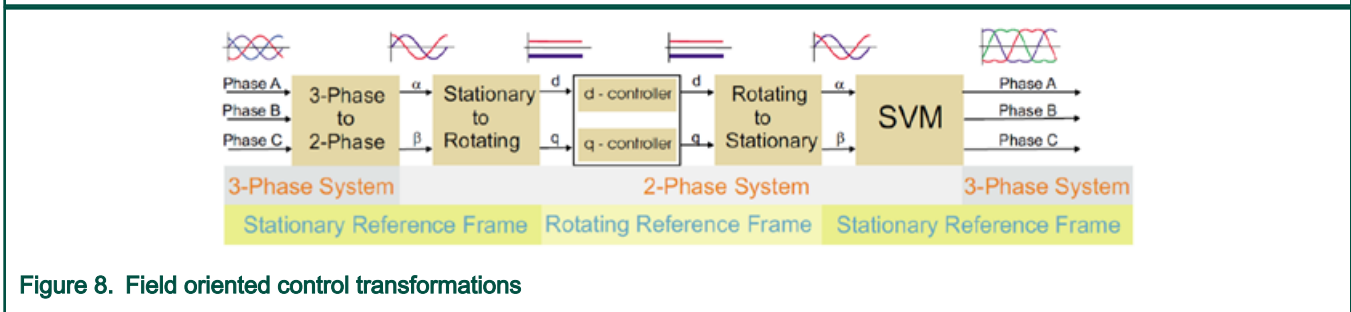 Phase A
Phase B
Phase C
3-Phase
to
2-Phase
α
β
Stationary
to
Rotating
d
q
d - controller
q - controller
d
q
Rotating
to
Stationary
α
β
SVM
Phase A
Phase B
Phase C
3-Phase System
2-Phase System
3-Phase System
Stationary Reference Frame
Rotating Reference Frame
Stationary Reference Frame
Figure 8. Field oriented control transformations